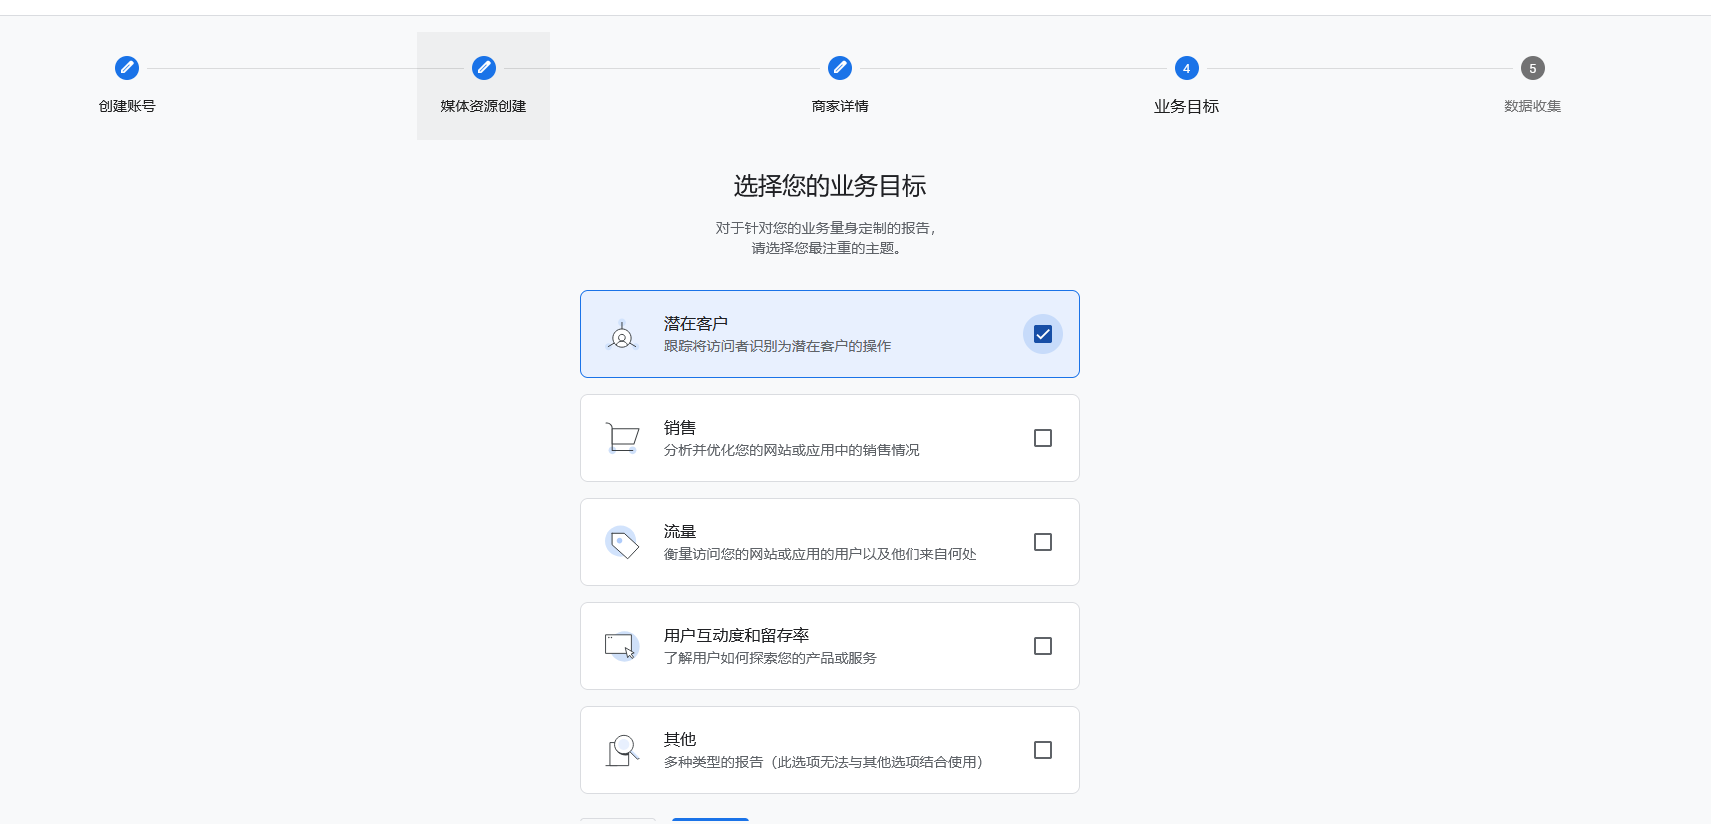 创建账号
媒体资源创建
商家详情
4
业务目标
5
数据收集
选择您的业务目标
对于针对您的业务量身定制的报告，
请选择您最注重的主题。
潜在客户
跟踪将访问者识别为潜在客户的操作
销售
分析并优化您的网站或应用中的销售情况
流量
衡量访问您的网站或应用的用户以及他们来自何处
用户互动度和留存率
了解用户如何探索您的产品或服务
其他
多种类型的报告（此选项无法与其他选项结合使用）